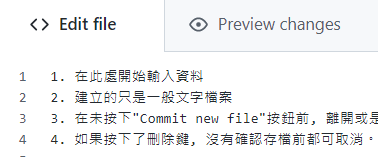 Edit file
Preview changes
1 1. 在此處開始輸入資料
2 2. 建立的只是一般文字檔案
3 3. 在未按下"Commit new file"按鈕前, 離開或是
4 4. 如果按下了刪除鍵, 沒有確認存檔前都可取消。